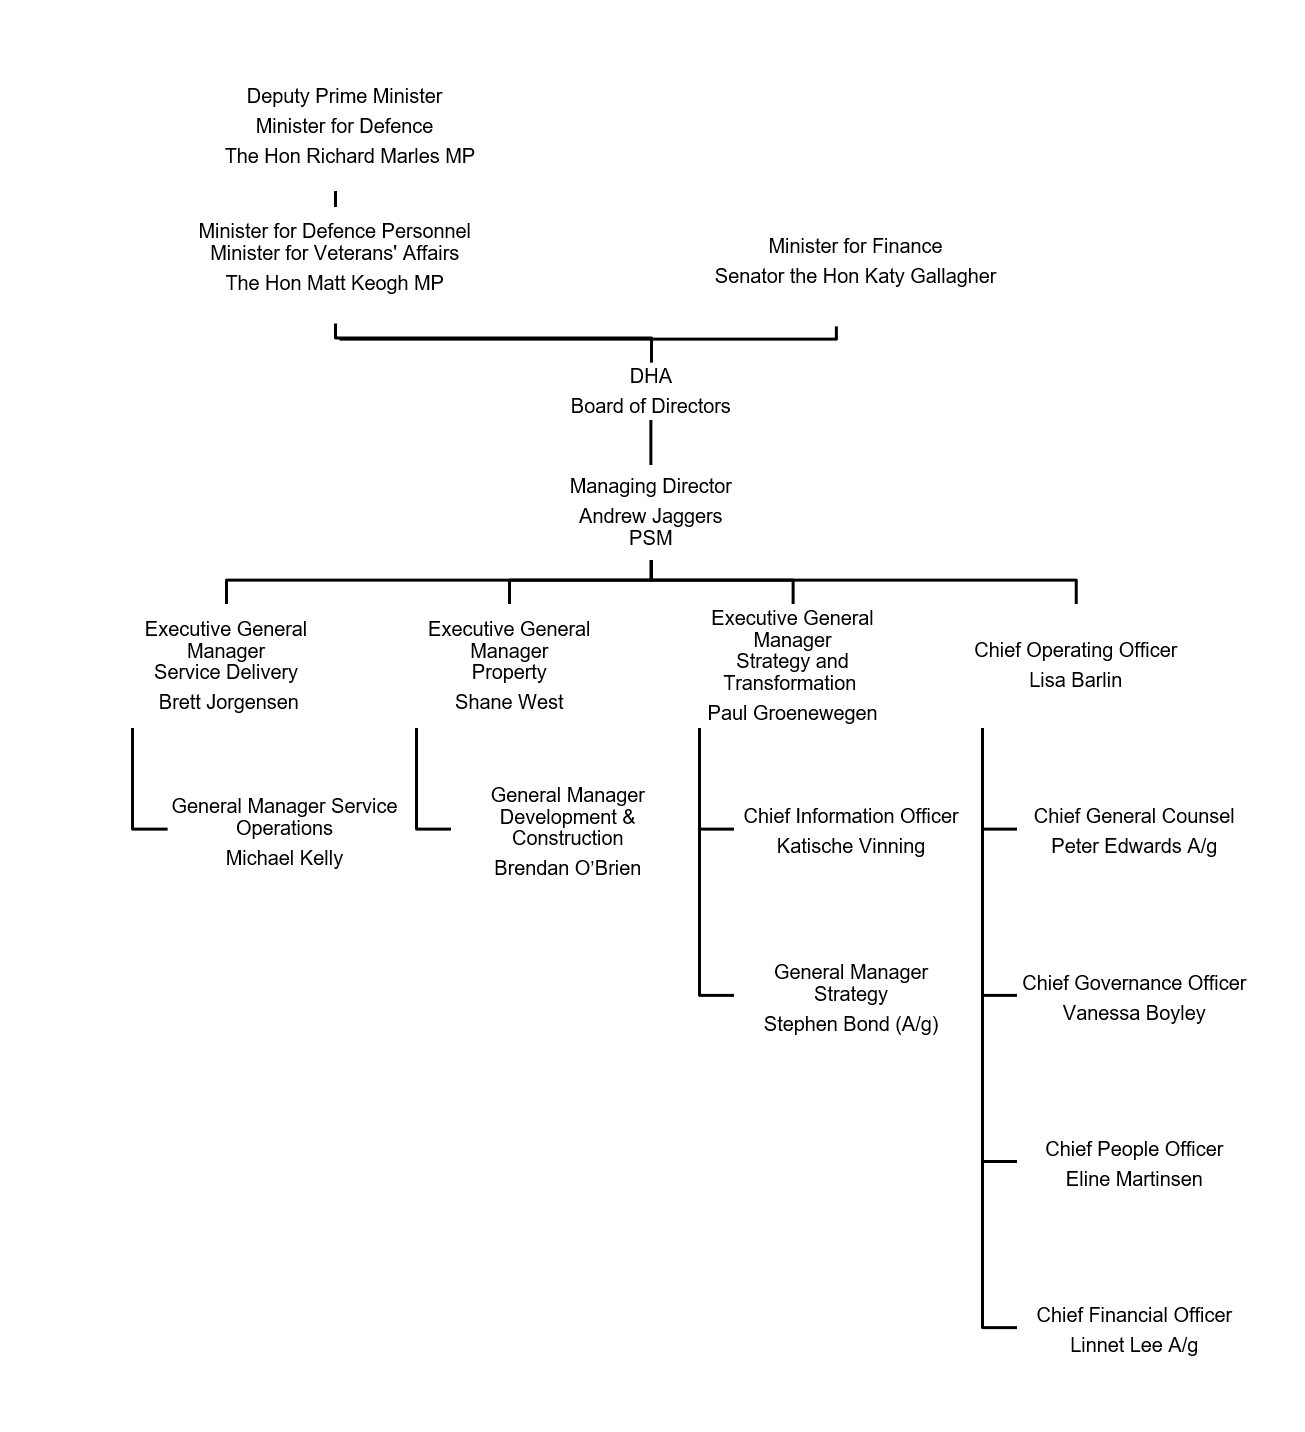 Deputy Prime Minister
Minister for Defence
The Hon Richard Marles MP
Minister for Defence Personnel
Minister for Veterans' Affairs
The Hon Matt Keogh MP
Minister for Finance
Senator the Hon Katy Gallagher
DHA
Board of Directors
Managing Director
Andrew Jaggers
PSM
Executive General
Manager
Service Delivery
Brett Jorgensen
Executive General
Manager
Property
Shane West
Executive General
Manager
Strategy and
Transformation
Paul Groenewegen
Chief Operating Officer
Lisa Barlin
General Manager Service
Operations
Michael Kelly
General Manager
Development &
Construction
Brendan O’Brien
Chief Information Officer
Katische Vinning
General Manager
Strategy
Stephen Bond (A/g)
Chief General Counsel
Peter Edwards A/g
Chief Governance Officer
Vanessa Boyley
Chief People Officer
Eline Martinsen
Chief Financial Officer
Linnet Lee A/g